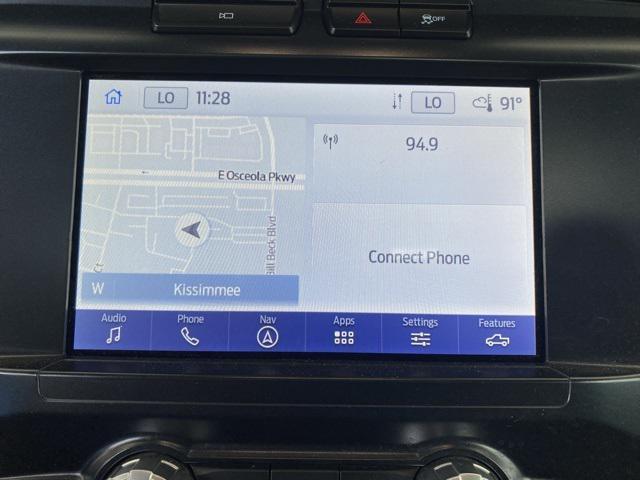 OFF
LO 11:28 LO 91°
E Osceola Pkwy
Bill Beck Blvd
Ct
W Kissimmee
94.9
Connect Phone
Audio Phone Nav Apps Settings Features